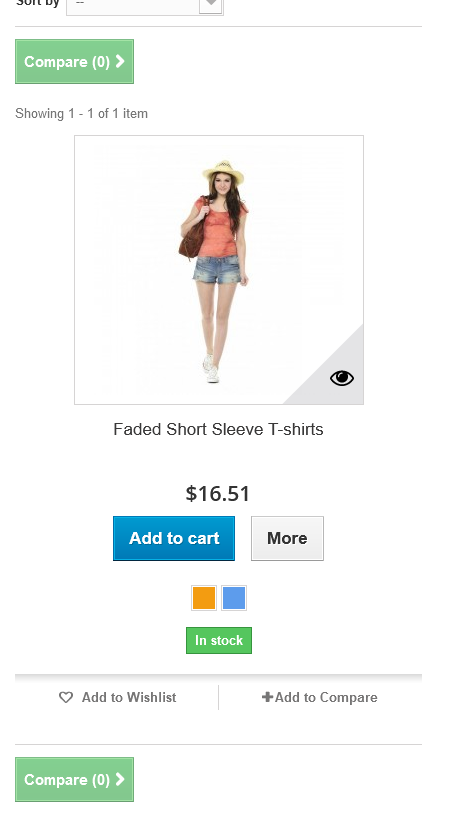 Sort by --
Compare (0)
Showing 1 - 1 of 1 item
Faded Short Sleeve T-shirts
$16.51
Add to cart More
In stock
Add to Wishlist Add to Compare
Compare (0)